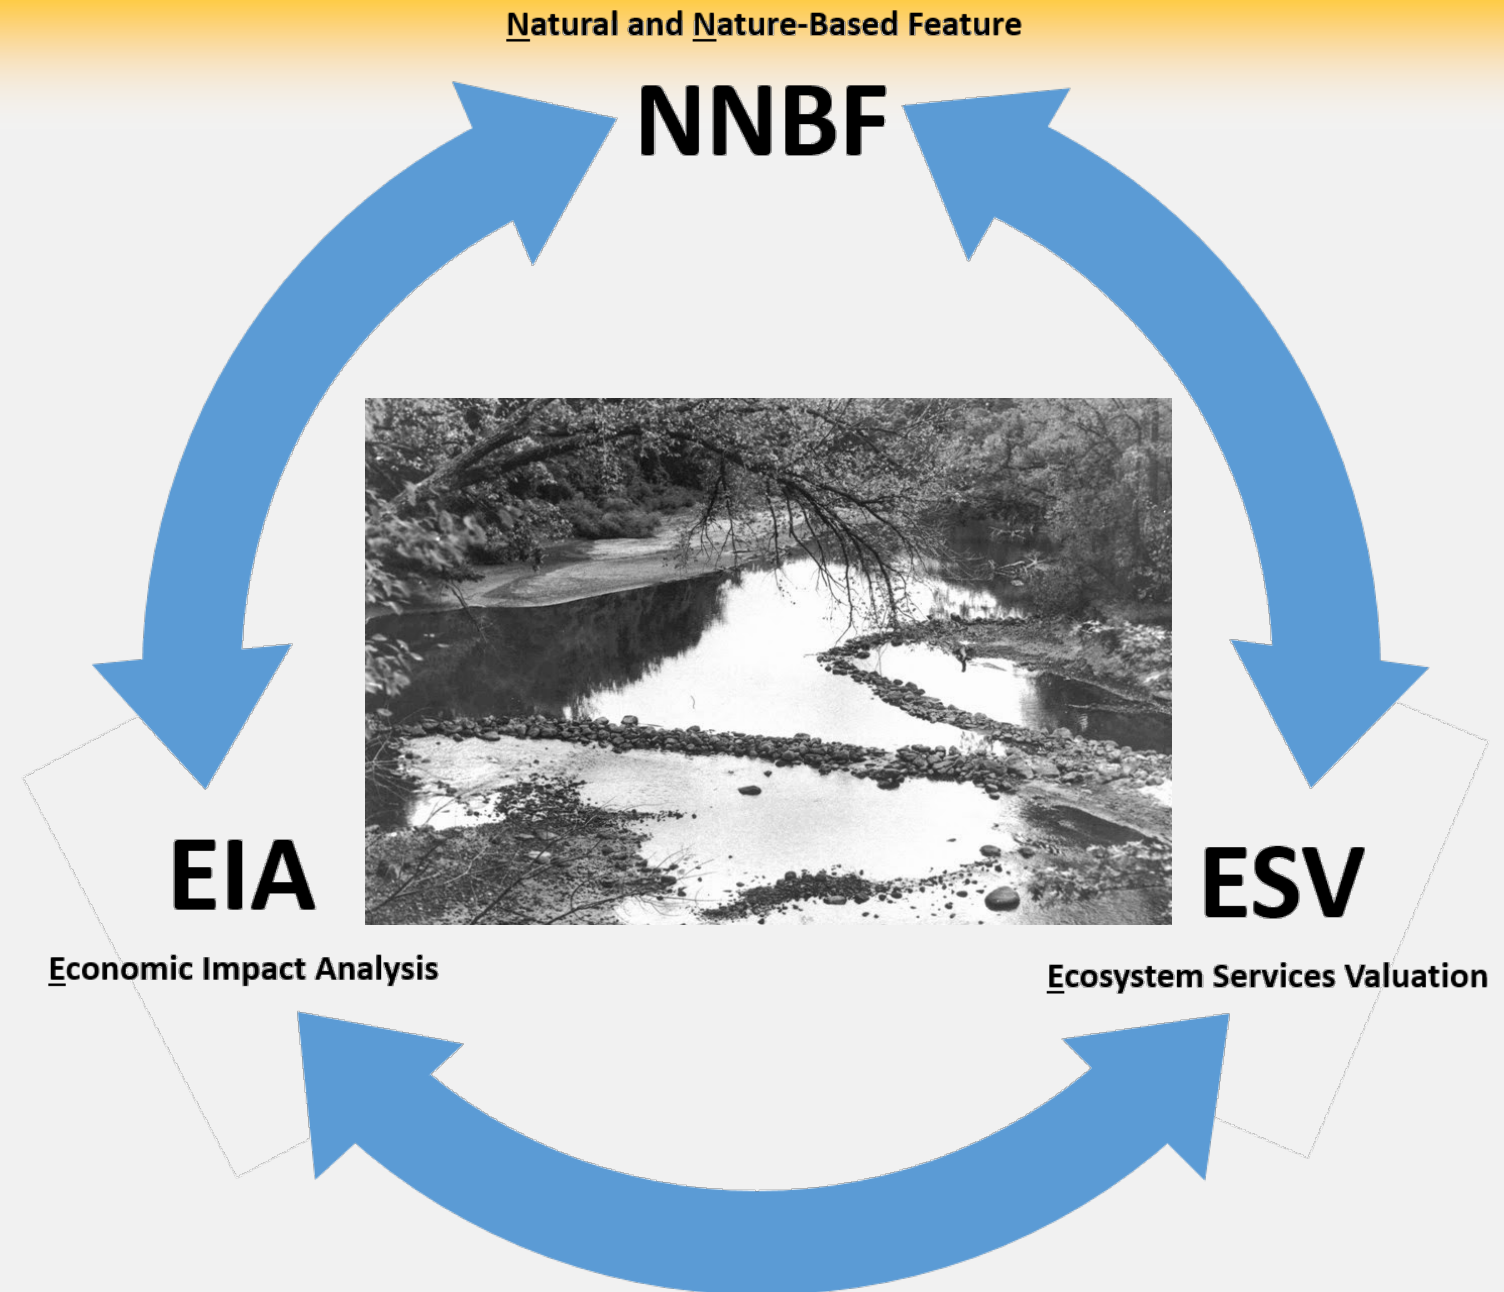 Natural and Nature-Based Feature
NNBF
EIA
ESV
Economic Impact Analysis
Ecosystem Services Valuation